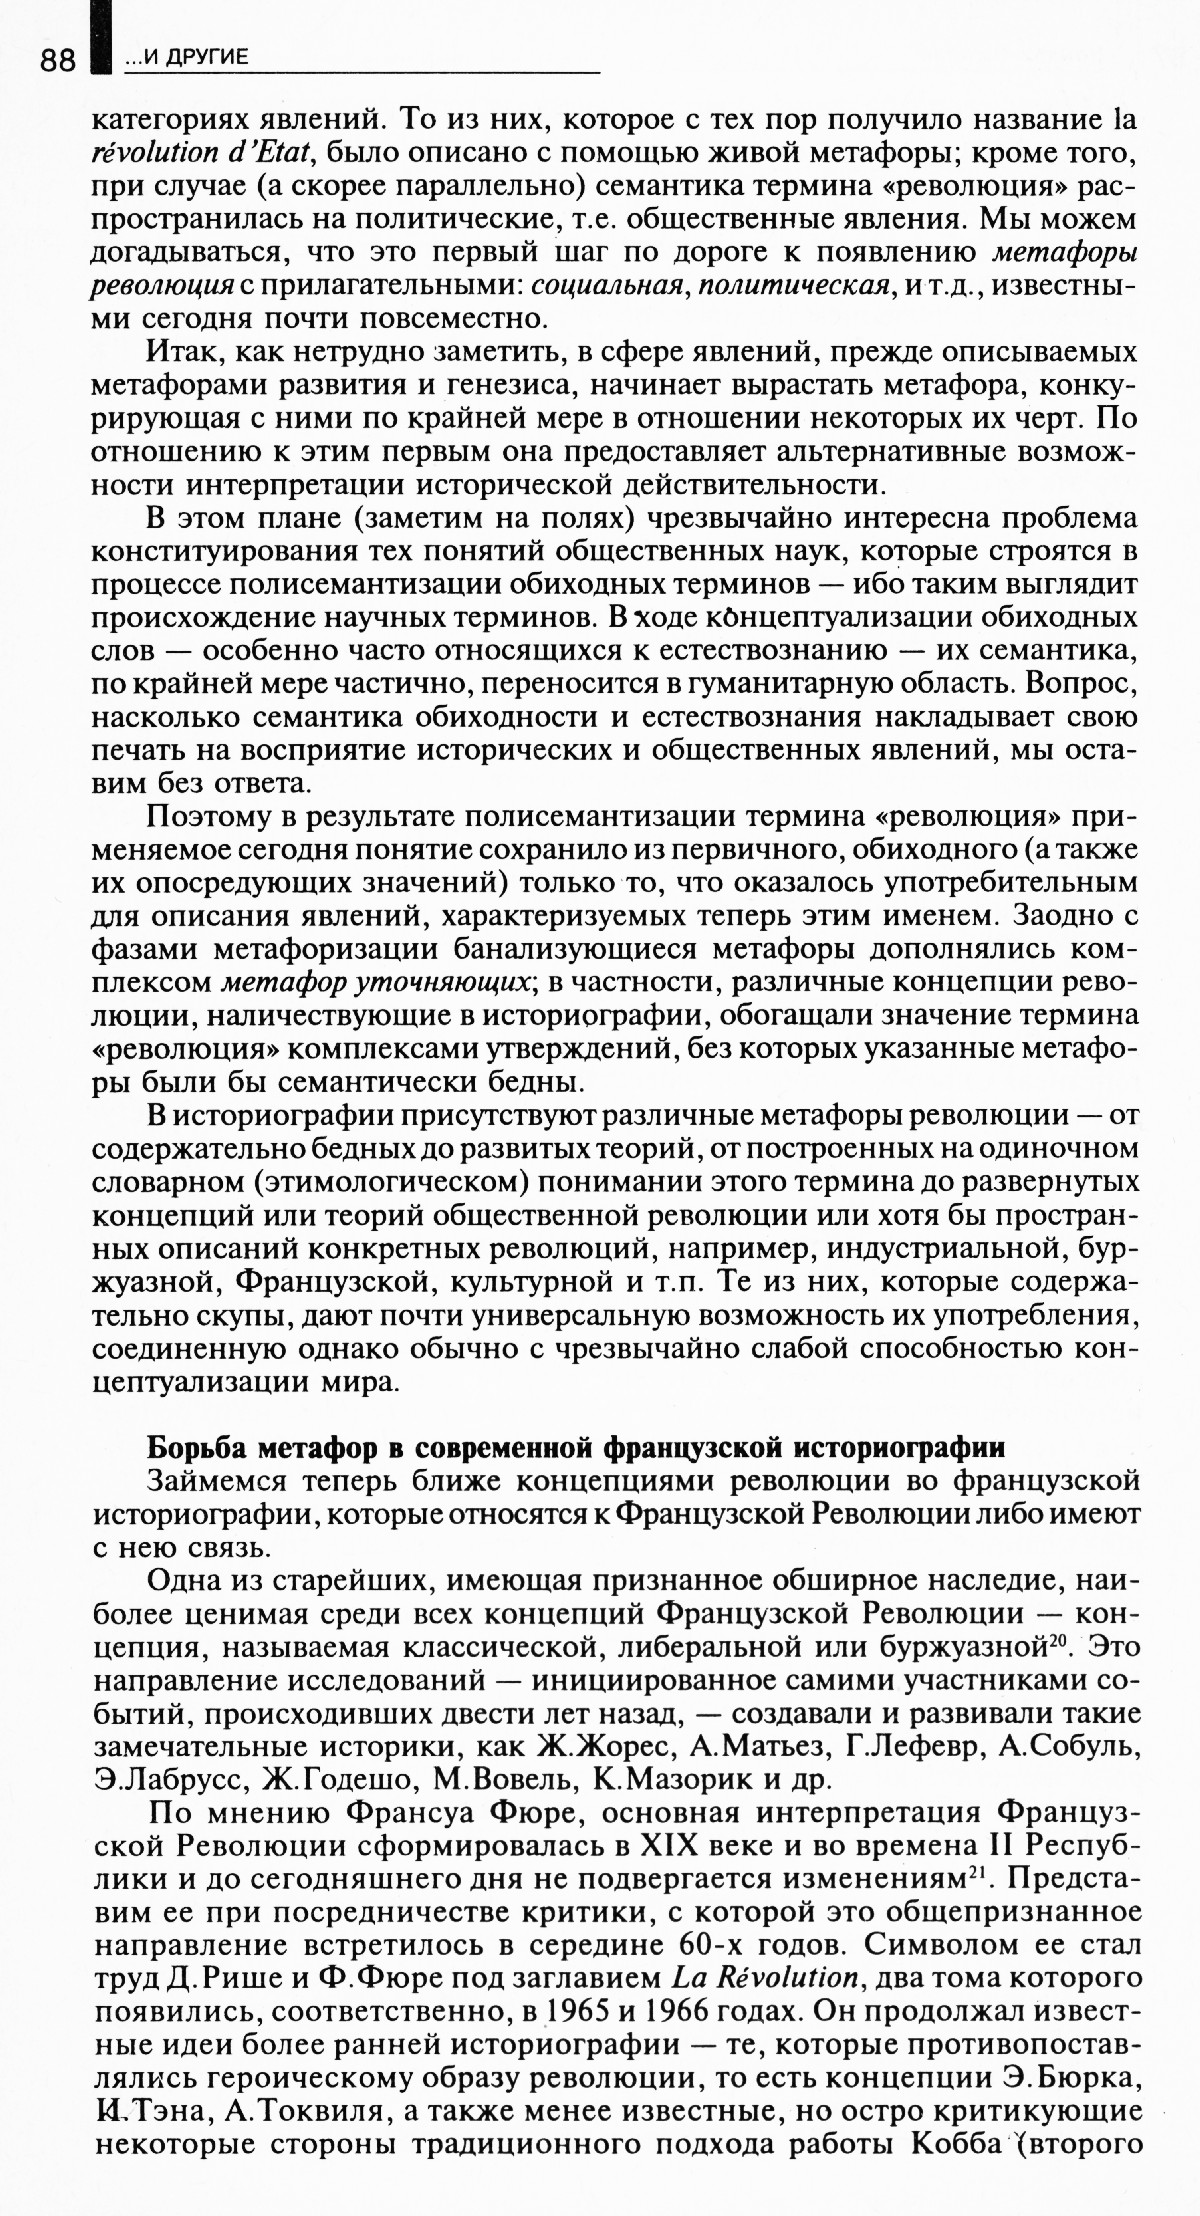 88
...И ДРУГИЕ
категориях явлений. То из них, которое с тех пор получило название la
révolution d’Etat, было описано с помощью живой метафоры; кроме того,
при случае (а скорее параллельно) семантика термина «революция» рас-
пространилась на политические, т.е. общественные явления. Мы можем
догадываться, что это первый шаг по дороге к появлению метафоры
революция с прилагательными: социальная, политическая, и т.д., известны-
ми сегодня почти повсеместно.
Итак, как нетрудно заметить, в сфере явлений, прежде описываемых
метафорами развития и генезиса, начинает вырастать метафора, конку-
рирующая с ними по крайней мере в отношении некоторых их черт. По
отношению к этим первым она предоставляет альтернативные возмож-
ности интерпретации исторической действительности.
В этом плане (заметим на полях) чрезвычайно интересна проблема
конституирования тех понятий общественных наук, которые строятся в
процессе полисемантизации обиходных терминов — ибо таким выглядит
происхождение научных терминов. В ходе концептуализации обиходных
слов — особенно часто относящихся к естествознанию — их семантика,
по крайней мере частично, переносится в гуманитарную область. Вопрос,
насколько семантика обиходности и естествознания накладывает свою
печать на восприятие исторических и общественных явлений, мы оста-
вим без ответа.
Поэтому в результате полисемантизации термина «революция» при-
меняемое сегодня понятие сохранило из первичного, обиходного (а также
их опосредующих значений) только то, что оказалось употребительным
для описания явлений, характеризуемых теперь этим именем. Заодно с
фазами метафоризации банализующиеся метафоры дополнялись ком-
плексом метафор уточняющих; в частности, различные концепции рево-
люции, наличествующие в историографии, обогащали значение термина
«революция» комплексами утверждений, без которых указанные метафо-
ры были бы семантически бедны.
В историографии присутствуют различные метафоры революции — от
содержательно бедных до развитых теорий, от построенных на одиночном
словарном (этимологическом) понимании этого термина до развернутых
концепций или теорий общественной революции или хотя бы простран-
ных описаний конкретных революций, например, индустриальной, бур-
жуазной, Французской, культурной и т.п. Те из них, которые содержа-
тельно скупы, дают почти универсальную возможность их употребления,
соединенную однако обычно с чрезвычайно слабой способностью кон-
цептуализации мира.
Борьба метафор в современной французской историографии
Займемся теперь ближе концепциями революции во французской
историографии, которые относятся к Французской Революции либо имеют
с нею связь.
Одна из старейших, имеющая признанное обширное наследие, наи-
более ценимая среди всех концепций Французской Революции — кон-
цепция, называемая классической, либеральной или буржуазной²⁰. Это
направление исследований — инициированное самими участниками со-
бытий, происходивших двести лет назад, — создавали и развивали такие
замечательные историки, как Ж.Жорес, А.Матьез, Г.Лефевр, А.Собуль,
Э.Лабрусс, Ж.Годешо, М.Вовель, К.Мазорик и др.
По мнению Франсуа Фюре, основная интерпретация Француз-
ской Революции сформировалась в XIX веке и во времена II Респуб-
лики и до сегодняшнего дня не подвергается изменениям²¹. Предста-
вим ее при посредничестве критики, с которой это общепризнанное
направление встретилось в середине 60-х годов. Символом ее стал
труд Д.Рише и Ф.Фюре под заглавием La Révolution, два тома которого
появились, соответственно, в 1965 и 1966 годах. Он продолжал извест-
ные идеи более ранней историографии — те, которые противопостав-
лялись героическому образу революции, то есть концепции Э.Бюрка,
И.Тэна, А.Токвиля, а также менее известные, но остро критикующие
некоторые стороны традиционного подхода работы Кобба (второго